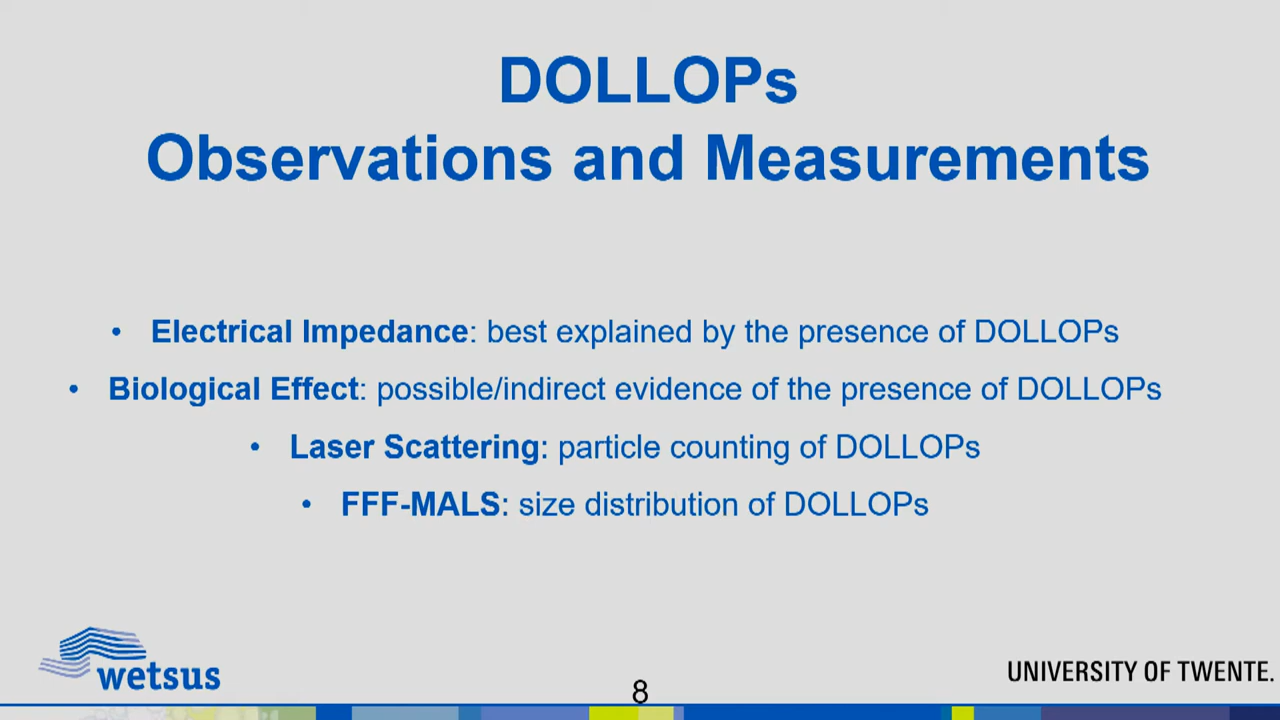 DOLLOPs
Observations and Measurements
• Electrical Impedance: best explained by the presence of DOLLOPs
• Biological Effect: possible/indirect evidence of the presence of DOLLOPs
• Laser Scattering: particle counting of DOLLOPs
• FFF-MALS: size distribution of DOLLOPs
wetsus
8
UNIVERSITY OF TWENTE.